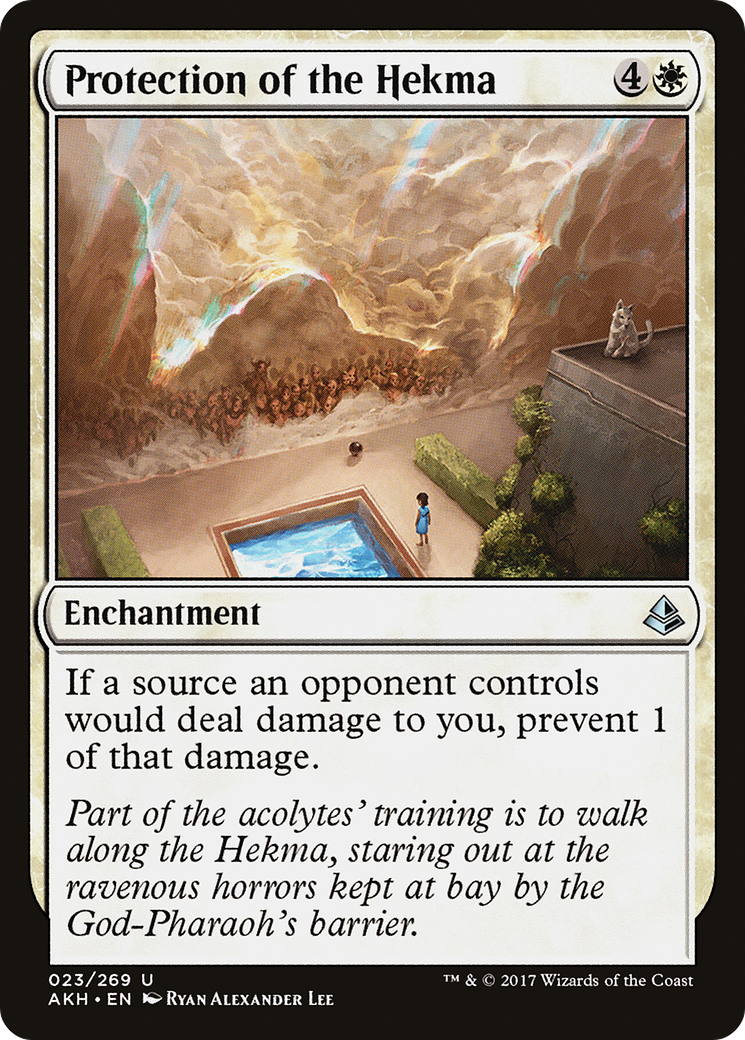 Protection of the Hekma 4
Enchantment
If a source an opponent controls
would deal damage to you, prevent 1
of that damage.
Part of the acolytes’ training is to walk
along the Hekma, staring out at the
ravenous horrors kept at bay by the
God-Pharaoh’s barrier.
023/269 U ™ & © 2017 Wizards of the Coast
AKH • EN Ryan Alexander Lee